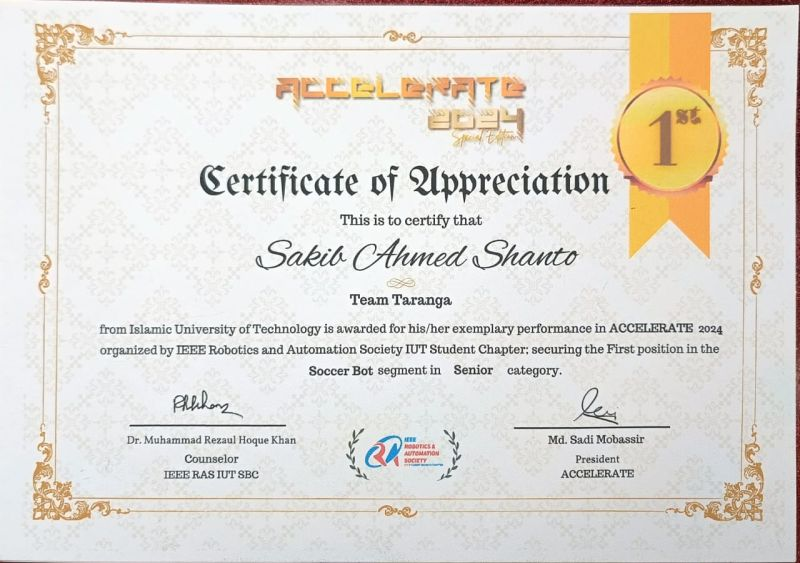 ACCELERATE
2024
Special Edition
1st
Certificate of Appreciation
This is to certify that
Sakib Ahmed Shanto
Team Taranga
from Islamic University of Technology is awarded for his/her exemplary performance in ACCELERATE 2024
organized by IEEE Robotics and Automation Society IUT Student Chapter; securing the First position in the
Soccer Bot segment in Senior category.
Dr. Muhammad Rezaul Hoque Khan
Counselor
IEEE RAS IUT SBC
IEEE
ROBOTICS &
AUTOMATION
SOCIETY
Md. Sadi Mobassir
President
ACCELERATE